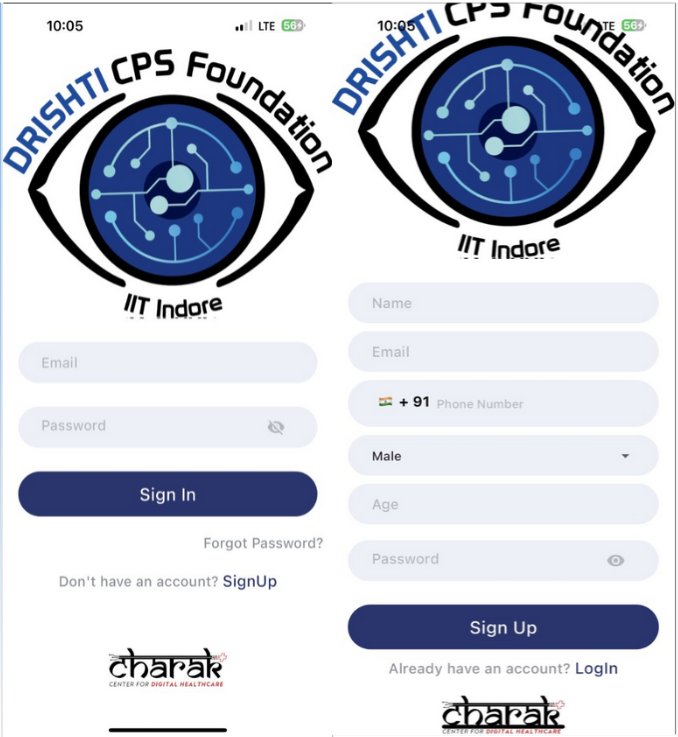 10:05
LTE 56
DRISHTI CPS Foundation
IIT Indore
Email
Password
Sign In
Forgot Password?
Don't have an account? SignUp
charak
CENTER FOR DIGITAL HEALTHCARE
10:05
TE 56
DRISHTI CPS Foundation
IIT Indore
Name
Email
+ 91 Phone Number
Male
Age
Password
Sign Up
Already have an account? LogIn
charak
CENTER FOR DIGITAL HEALTHCARE